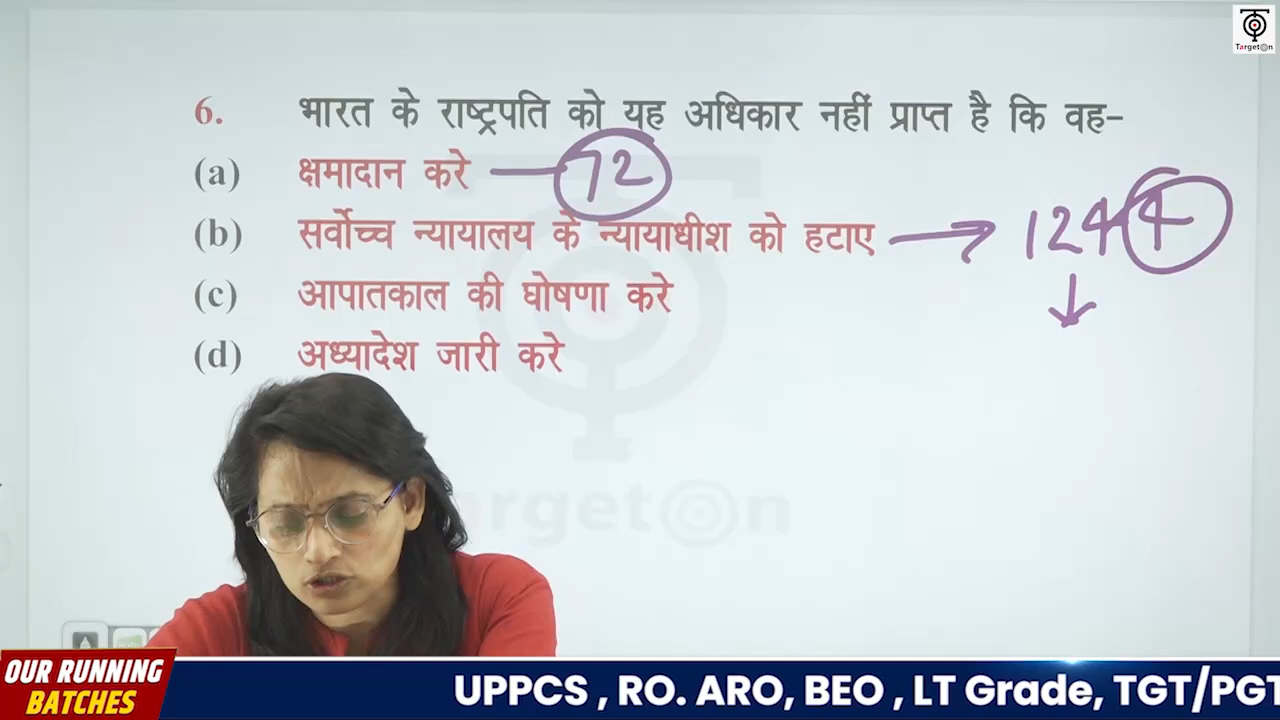 Target@n
6. भारत के राष्ट्रपति को यह अधिकार नहीं प्राप्त है कि वह-
(a) क्षमादान करे — 72
(b) सर्वोच्च न्यायालय के न्यायाधीश को हटाए → 124 4
(c) आपातकाल की घोषणा करे
(d) अध्यादेश जारी करे
Target@n
OUR RUNNING
BATCHES
UPPCS , RO. ARO, BEO , LT Grade, TGT/PGT